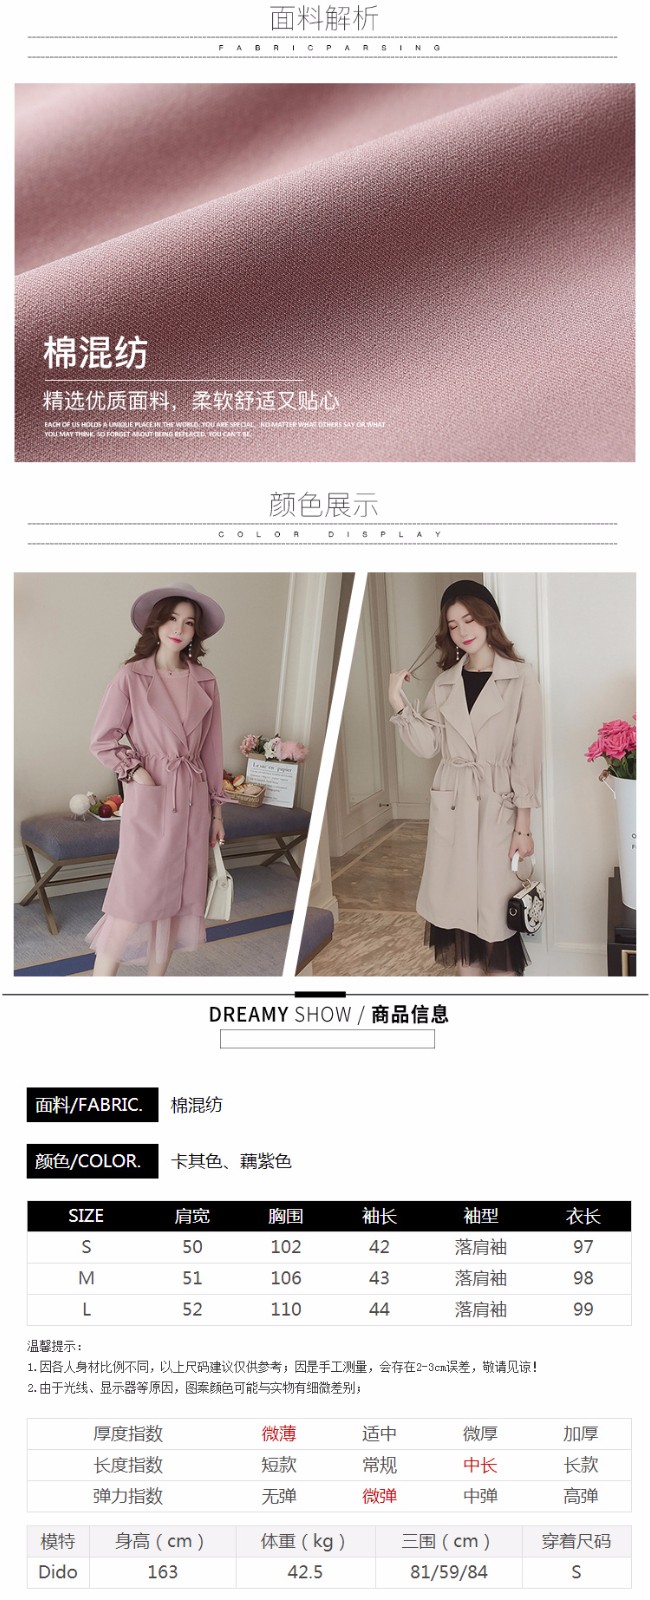 面料解析
FABRICPARSING
棉混纺
精选优质面料，柔软舒适又贴心
EACH OF US HOLDS A UNIQUE PLACE IN THE WORLD. YOU ARE SPECIAL, NO MATTER WHAT OTHERS SAY OR WHAT
YOU MAY THINK. SO FORGET ABOUT BEING REPLACED. YOU CAN'T BE.
颜色展示
COLOR DISPLAY
DREAMY SHOW / 商品信息
面料/FABRIC. 棉混纺
颜色/COLOR. 卡其色、藕紫色
SIZE 肩宽 胸围 袖长 袖型 衣长
S 50 102 42 落肩袖 97
M 51 106 43 落肩袖 98
L 52 110 44 落肩袖 99
温馨提示：
1.因各人身材比例不同，以上尺码建议仅供参考；因是手工测量，会存在2-3cm误差，敬请见谅！
2.由于光线、显示器等原因，图案颜色可能与实物有细微差别；
厚度指数 微薄 适中 微厚 加厚
长度指数 短款 常规 中长 长款
弹力指数 无弹 微弹 中弹 高弹
模特 身高（cm） 体重（kg） 三围（cm） 穿着尺码
Dido 163 42.5 81/59/84 S